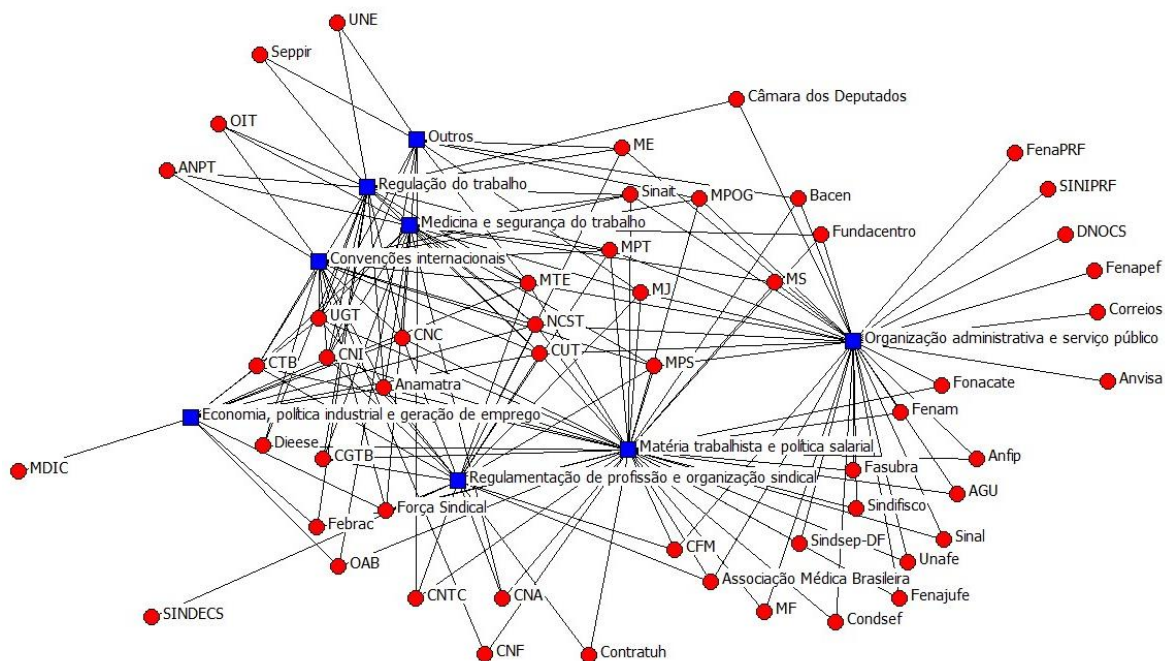 UNE
Seppir
Câmara dos Deputados
OIT
Outros
ME
FenaPRF
ANPT
Regulação do trabalho
Sinait
MPOG
Bacen
SINIPRF
Medicina e segurança do trabalho
Fundacentro
DNOCS
Convenções internacionais
MPT
MTE
MJ
MS
Fenapef
UGT
NCST
Correios
CNC
Organização administrativa e serviço público
CTB
CNI
CUT
MPS
Anvisa
Anamatra
Fonacate
Economia, política industrial e geração de emprego
Fenam
Dieese
Matéria trabalhista e política salarial
CGTB
Anfip
MDIC
Fasubra
Regulamentação de profissão e organização sindical
AGU
Força Sindical
Sindifisco
Febrac
Sinal
CFM
Sindsep-DF
OAB
Unafe
Associação Médica Brasileira
SINDECS
CNTC
CNA
MF
Fenajufe
Condsef
CNF
Contratuh